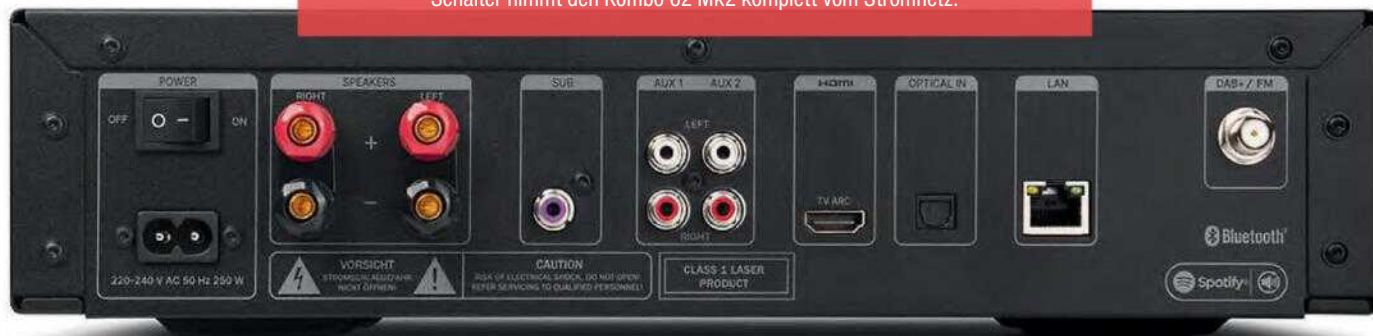 Schalter nimmt den Kombo 62 Mk2 komplett vom Stromnetz.
POWER
OFF
ON
220-240 V AC 50 Hz 250 W
SPEAKERS
RIGHT
LEFT
+
-
SUB
AUX 1 AUX 2
LEFT
RIGHT
HDMI
TV ARC
OPTICAL IN
LAN
DAB+ / FM
VORSICHT
STROMSCHLAGGEFAHR
NICHT ÖFFNEN!
CAUTION
RISK OF ELECTRICAL SHOCK, DO NOT OPEN!
REFER SERVICING TO QUALIFIED PERSONNEL!
CLASS 1 LASER
PRODUCT
Bluetooth®
Spotify®